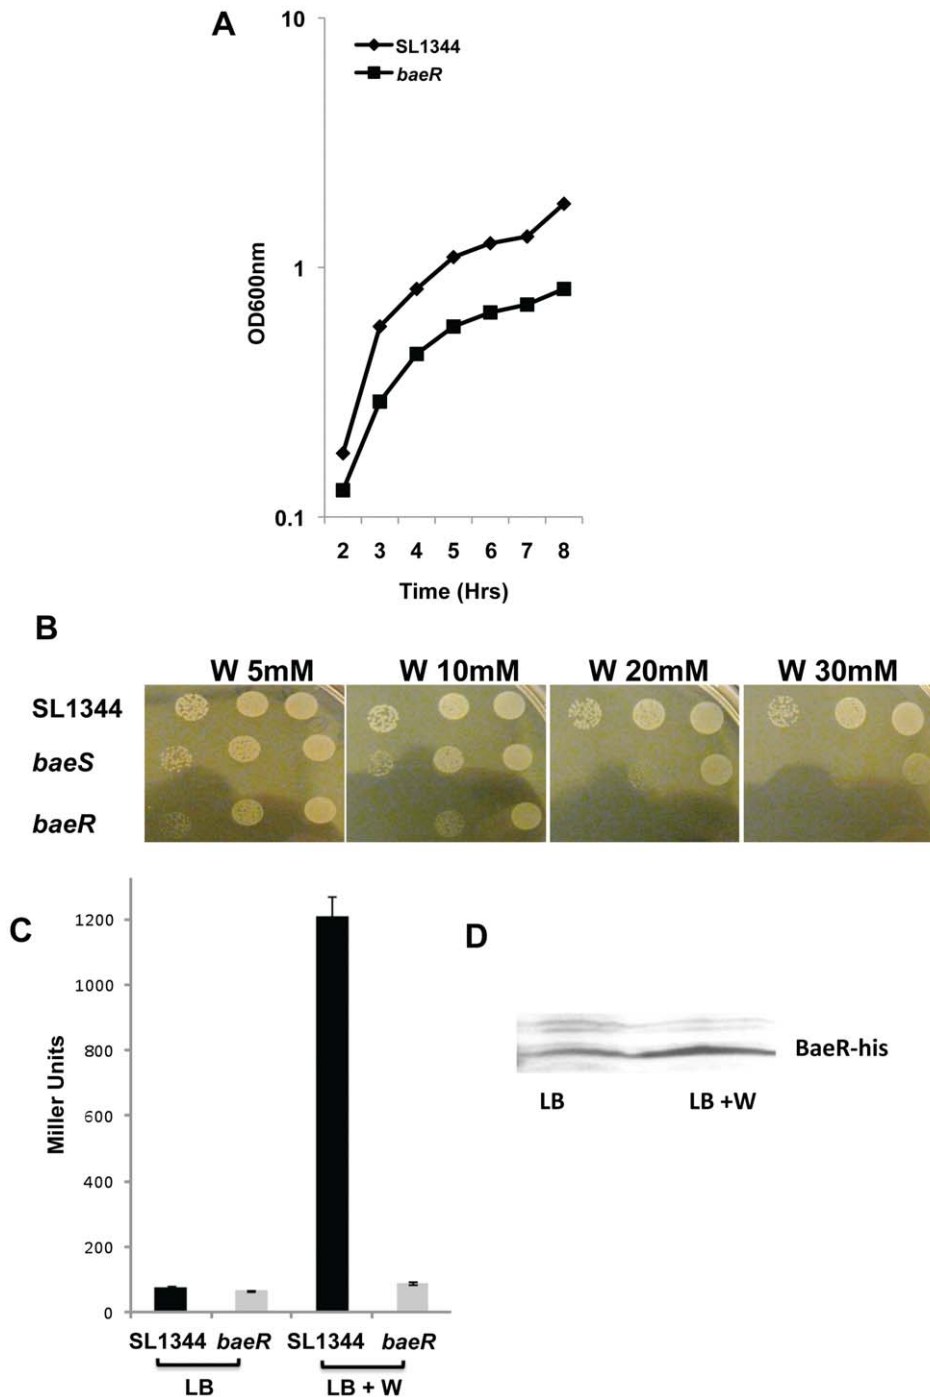 A
10
SL1344
baeR
1
OD600nm
0.1
2 3 4 5 6 7 8
Time (Hrs)
B
W 5mM W 10mM W 20mM W 30mM
SL1344
baeS
baeR
C
1200
1000
800
600
400
200
0
Miller Units
SL1344 baeR SL1344 baeR
LB LB + W
D
BaeR-his
LB LB +W